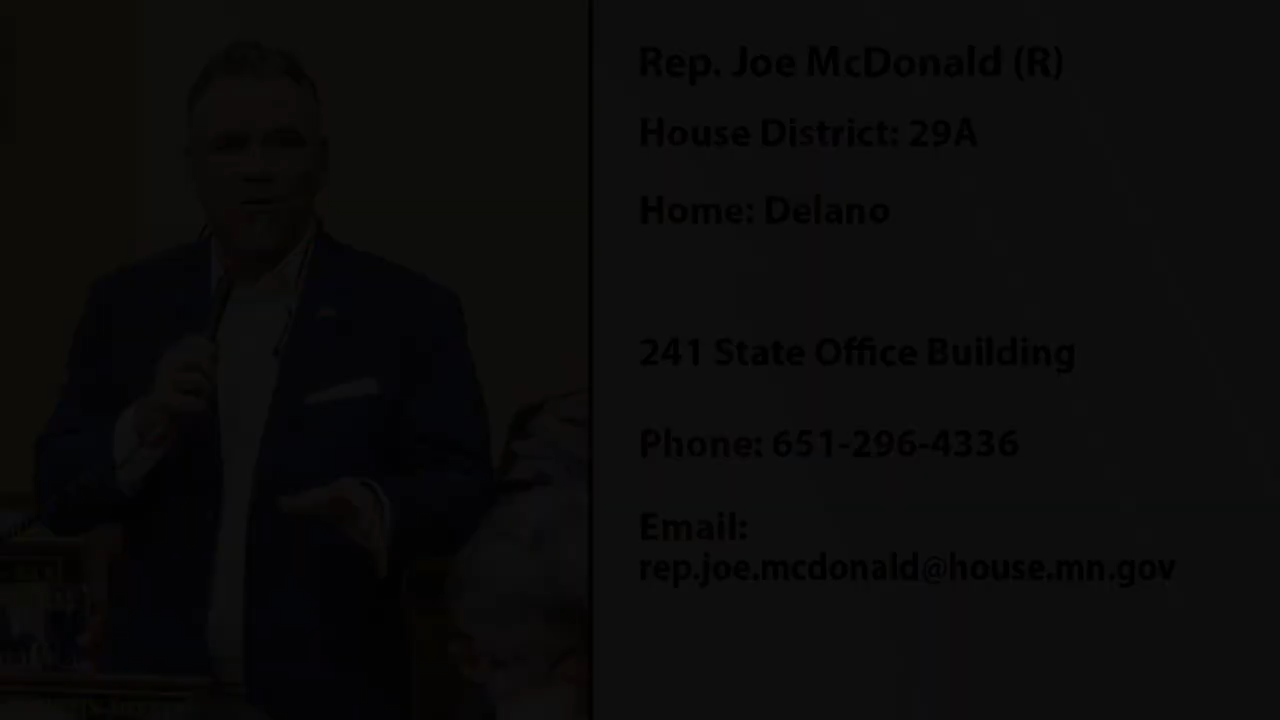 Rep. Joe McDonald (R)
House District: 29A
Home: Delano
241 State Office Building
Phone: 651-296-4336
Email:
rep.joe.mcdonald@house.mn.gov